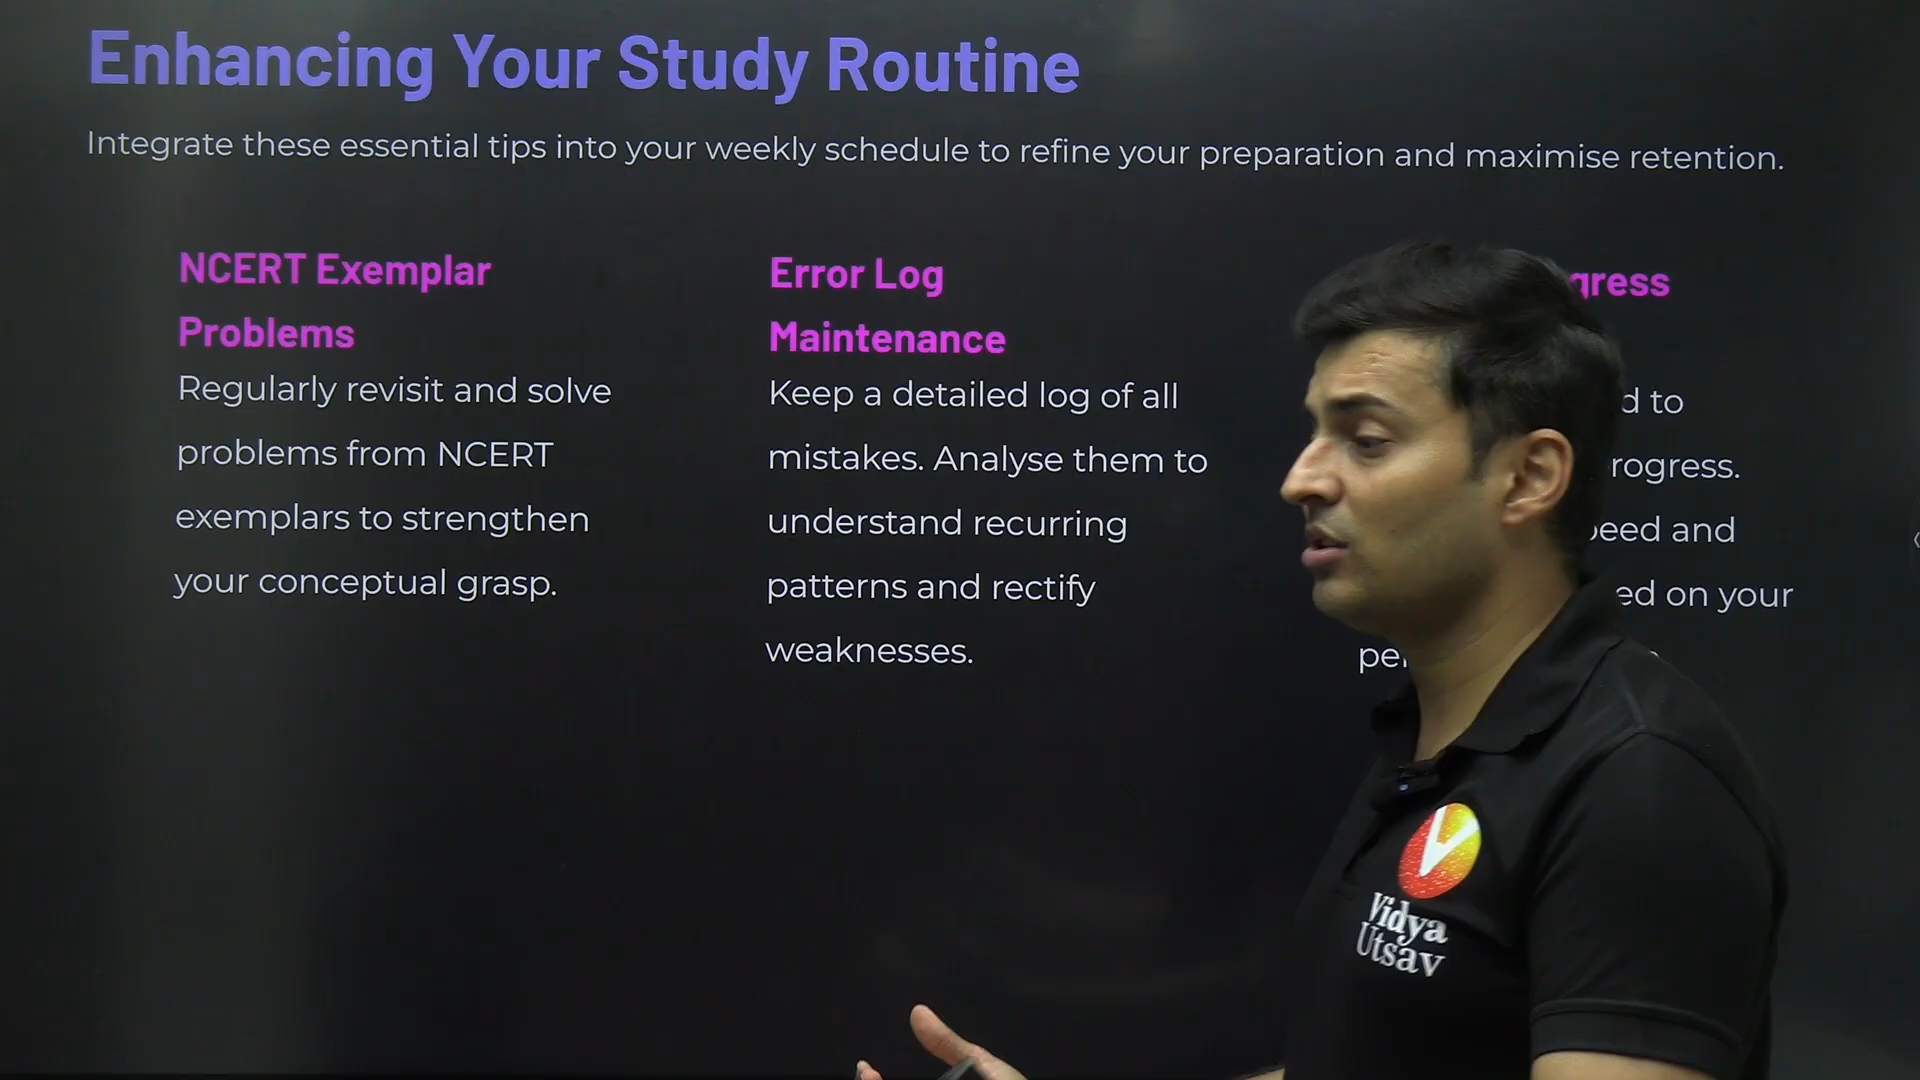 Enhancing Your Study Routine
Integrate these essential tips into your weekly schedule to refine your preparation and maximise retention.
NCERT Exemplar
Problems
Regularly revisit and solve
problems from NCERT
exemplars to strengthen
your conceptual grasp.
Error Log
Maintenance
Keep a detailed log of all
mistakes. Analyse them to
understand recurring
patterns and rectify
weaknesses.
gress
d to
rogress.
peed and
ed on your
per
Vidya
Utsav